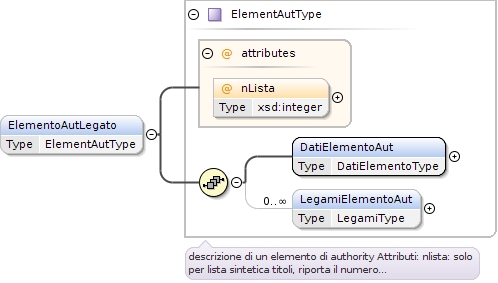 ElementAutType
@ attributes
@ nLista
Type xsd:integer
ElementoAutLegato
Type ElementAutType
DatiElementoAut
Type DatiElementoType
0..∞
LegamiElementoAut
Type LegamiType
descrizione di un elemento di authority Attributi: nlista: solo
per lista sintetica titoli, riporta il numero...